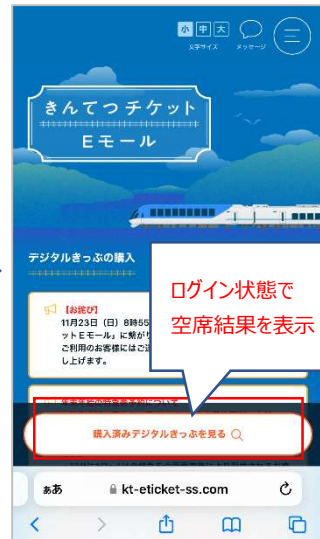 小 中 大
文字サイズ メッセージ
きんてつ チケット
Eモール
デジタルきっぷの購入
【お詫び】
11月23日（日）8時55
ットEモール」に繋がり
ご利用のお客様にはご
し上げます。
ログイン状態で
空席結果を表示
購入済みデジタルきっぷを見る
ああ kt-eticket-ss.com